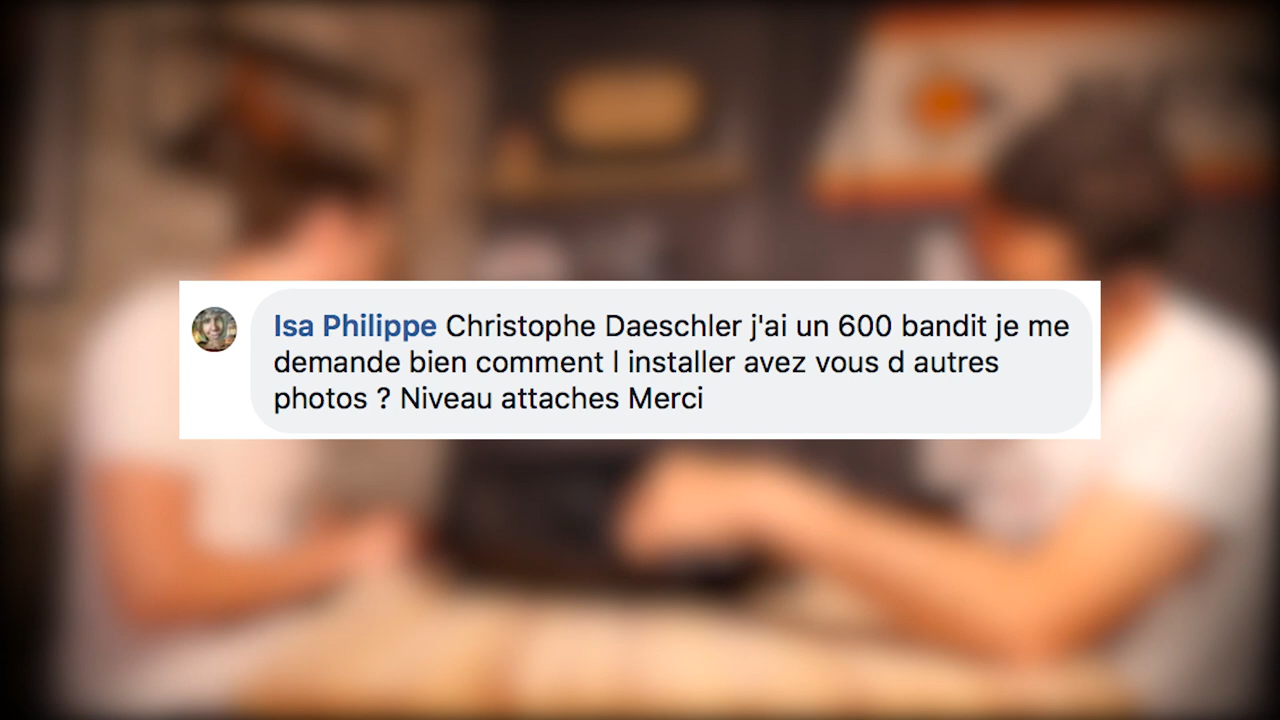 Isa Philippe Christophe Daeschler j'ai un 600 bandit je me
demande bien comment l installer avez vous d autres
photos ? Niveau attaches Merci